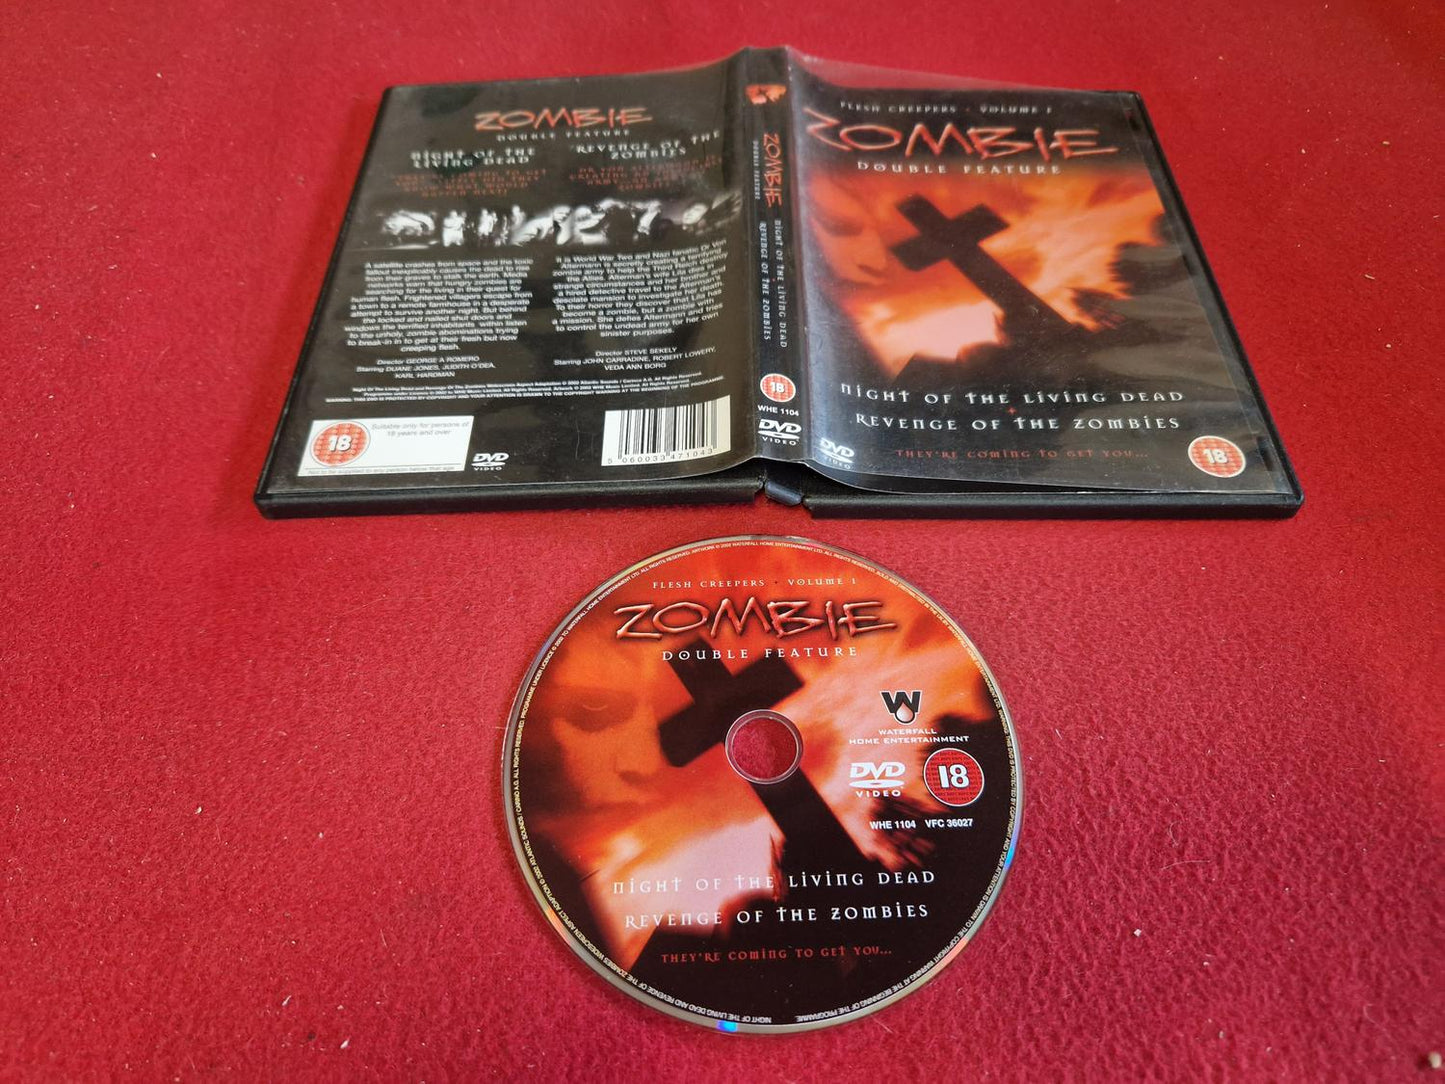 ZOMBIE
DOUBLE FEATURE
NIGHT OF THE
LIVING DEAD
REVENGE OF THE
ZOMBIES
A satellite crashes from space and the toxic
fallout inexplicably causes the dead to rise
from their graves to stalk the earth. Media
networks warn that hungry zombies are
searching for the living in their quest for
human flesh. Frightened villagers escape from
a town to a remote farmhouse in a desperate
attempt to survive another night. But behind
the locked and nailed shut doors and
windows the terrified inhabitants within listen
to the unholy, zombie abominations trying
to break-in to get at their fresh but now
creeping flesh.
Director GEORGE A ROMERO
Starring DUANE JONES, JUDITH O'DEA,
KARL HARDMAN
It is World War Two and Nazi fanatic Dr Von
Altermann is secretly creating a terrifying
zombie army to help the Third Reich destroy
the Allies. Alterman's wife Lila dies in
strange circumstances and her brother and
a hired detective travel to the Alterman's
desolate mansion to investigate her death.
To their horror they discover that Lila has
become a zombie, but a zombie with
a mission. She defies Altermann and tries
to control the undead army for her own
sinister purposes.
Director STEVE SEKELY
Starring JOHN CARRADINE, ROBERT LOWERY,
VEDA ANN BORG
18
Suitable only for persons of
18 years and over
Not to be supplied to any person below that age
DVD
VIDEO
5 060033 471043
ZOMBIE
DOUBLE FEATURE
NIGHT OF THE LIVING DEAD
REVENGE OF THE ZOMBIES
18
WHE 1104
DVD
VIDEO
FLESH CREEPERS · VOLUME 1
ZOMBIE
DOUBLE FEATURE
NIGHT OF THE LIVING DEAD
+
REVENGE OF THE ZOMBIES
THEY'RE COMING TO GET YOU...
DVD
VIDEO
18
FLESH CREEPERS · VOLUME 1
ZOMBIE
DOUBLE FEATURE
W
WATERFALL
HOME ENTERTAINMENT
DVD
VIDEO
18
WHE 1104 VFC 36027
NIGHT OF THE LIVING DEAD
REVENGE OF THE ZOMBIES
THEY'RE COMING TO GET YOU...